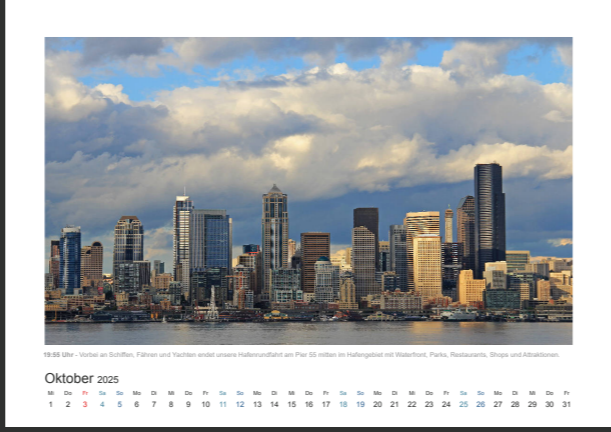 19:55 Uhr - Vorbei an Schiffen, Fähren und Yachten endet unsere Hafenrundfahrt am Pier 55 mitten im Hafengebiet mit Waterfront, Parks, Restaurants, Shops und Attraktionen.
Oktober 2025
Mi Do Fr Sa So Mo Di Mi Do Fr Sa So Mo Di Mi Do Fr Sa So Mo Di Mi Do Fr Sa So Mo Di Mi Do Fr
1 2 3 4 5 6 7 8 9 10 11 12 13 14 15 16 17 18 19 20 21 22 23 24 25 26 27 28 29 30 31